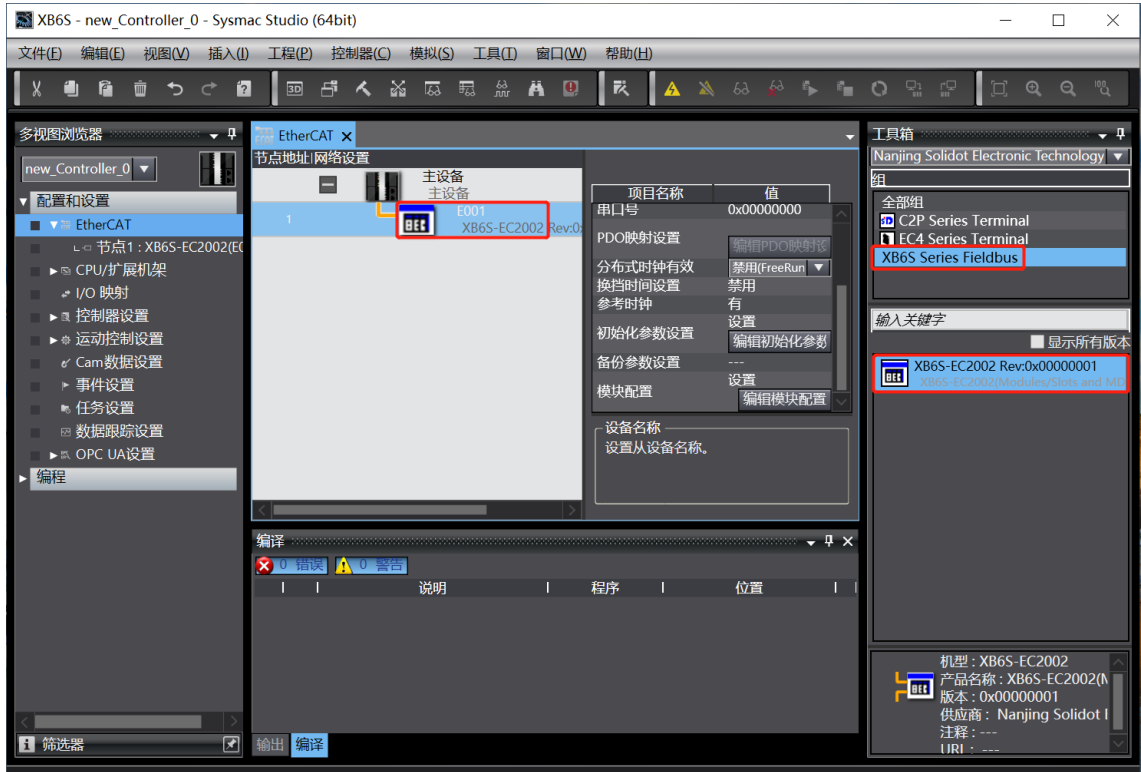 XB6S - new_Controller_0 - Sysmac Studio (64bit)
文件(F) 编辑(E) 视图(V) 插入(I) 工程(P) 控制器(C) 模拟(S) 工具(T) 窗口(W) 帮助(H)
多视图浏览器
new_Controller_0
配置和设置
EtherCAT
节点1 : XB6S-EC2002(E0
CPU/扩展机架
I/O 映射
控制器设置
运动控制设置
Cam数据设置
事件设置
任务设置
数据跟踪设置
OPC UA设置
编程
筛选器
EtherCAT
节点地址|网络设置
主设备
主设备
1
E001
XB6S-EC2002 Rev:0
项目名称 值
串口号 0x00000000
PDO映射设置 编辑PDO映射设
分布式时钟有效 禁用(FreeRun
换挡时间设置 禁用
参考时钟 有
初始化参数设置 设置
编辑初始化参数
备份参数设置 ---
模块配置 设置
编辑模块配置
设备名称
设置从设备名称。
编译
0 错误 0 警告
说明 程序 位置
输出 编译
工具箱
Nanjing Solidot Electronic Technology
组
全部组
C2P Series Terminal
EC4 Series Terminal
XB6S Series Fieldbus
输入关键字
显示所有版本
XB6S-EC2002 Rev:0x00000001
XB6S-EC2002(Modules/Slots and MD
机型 : XB6S-EC2002
产品名称 : XB6S-EC2002(M
版本 : 0x00000001
供应商 : Nanjing Solidot
注释 : ---
URL : ---